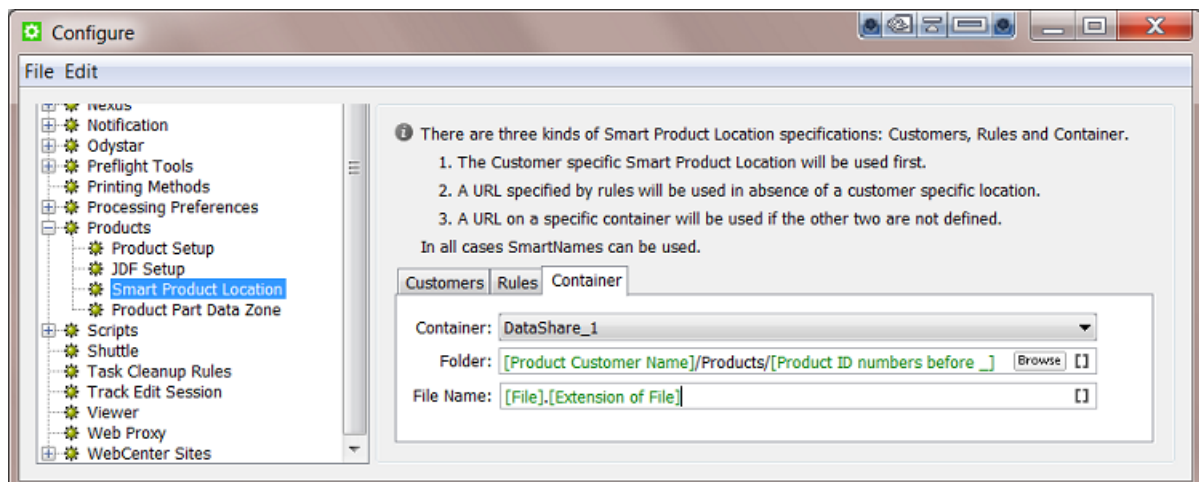 Configure
File Edit
Nexus
Notification
Odystar
Preflight Tools
Printing Methods
Processing Preferences
Products
Product Setup
JDF Setup
Smart Product Location
Product Part Data Zone
Scripts
Shuttle
Task Cleanup Rules
Track Edit Session
Viewer
Web Proxy
WebCenter Sites
There are three kinds of Smart Product Location specifications: Customers, Rules and Container.
1. The Customer specific Smart Product Location will be used first.
2. A URL specified by rules will be used in absence of a customer specific location.
3. A URL on a specific container will be used if the other two are not defined.
In all cases SmartNames can be used.
Customers Rules Container
Container: DataShare_1
Folder: [Product Customer Name]/Products/[Product ID numbers before _] Browse []
File Name: [File].[Extension of File] []